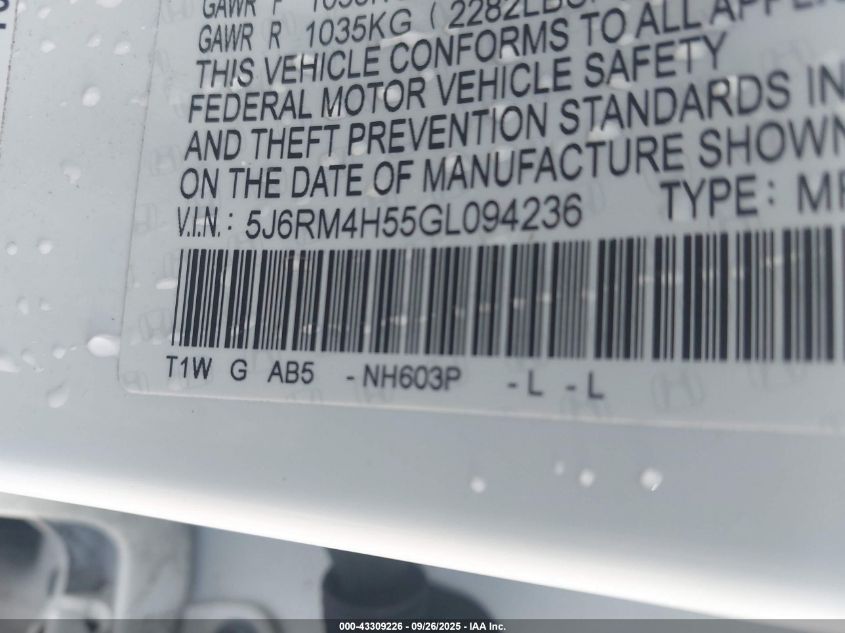 GAWR F
GAWR R 1035KG ( 2282LBS
THIS VEHICLE CONFORMS TO ALL
FEDERAL MOTOR VEHICLE SAFETY
AND THEFT PREVENTION STANDARDS IN
ON THE DATE OF MANUFACTURE SHOWN
V.I.N.: 5J6RM4H55GL094236 TYPE:
T1W G AB5 -NH603P -L -L
000-43309226 - 09/26/2025 - IAA Inc.